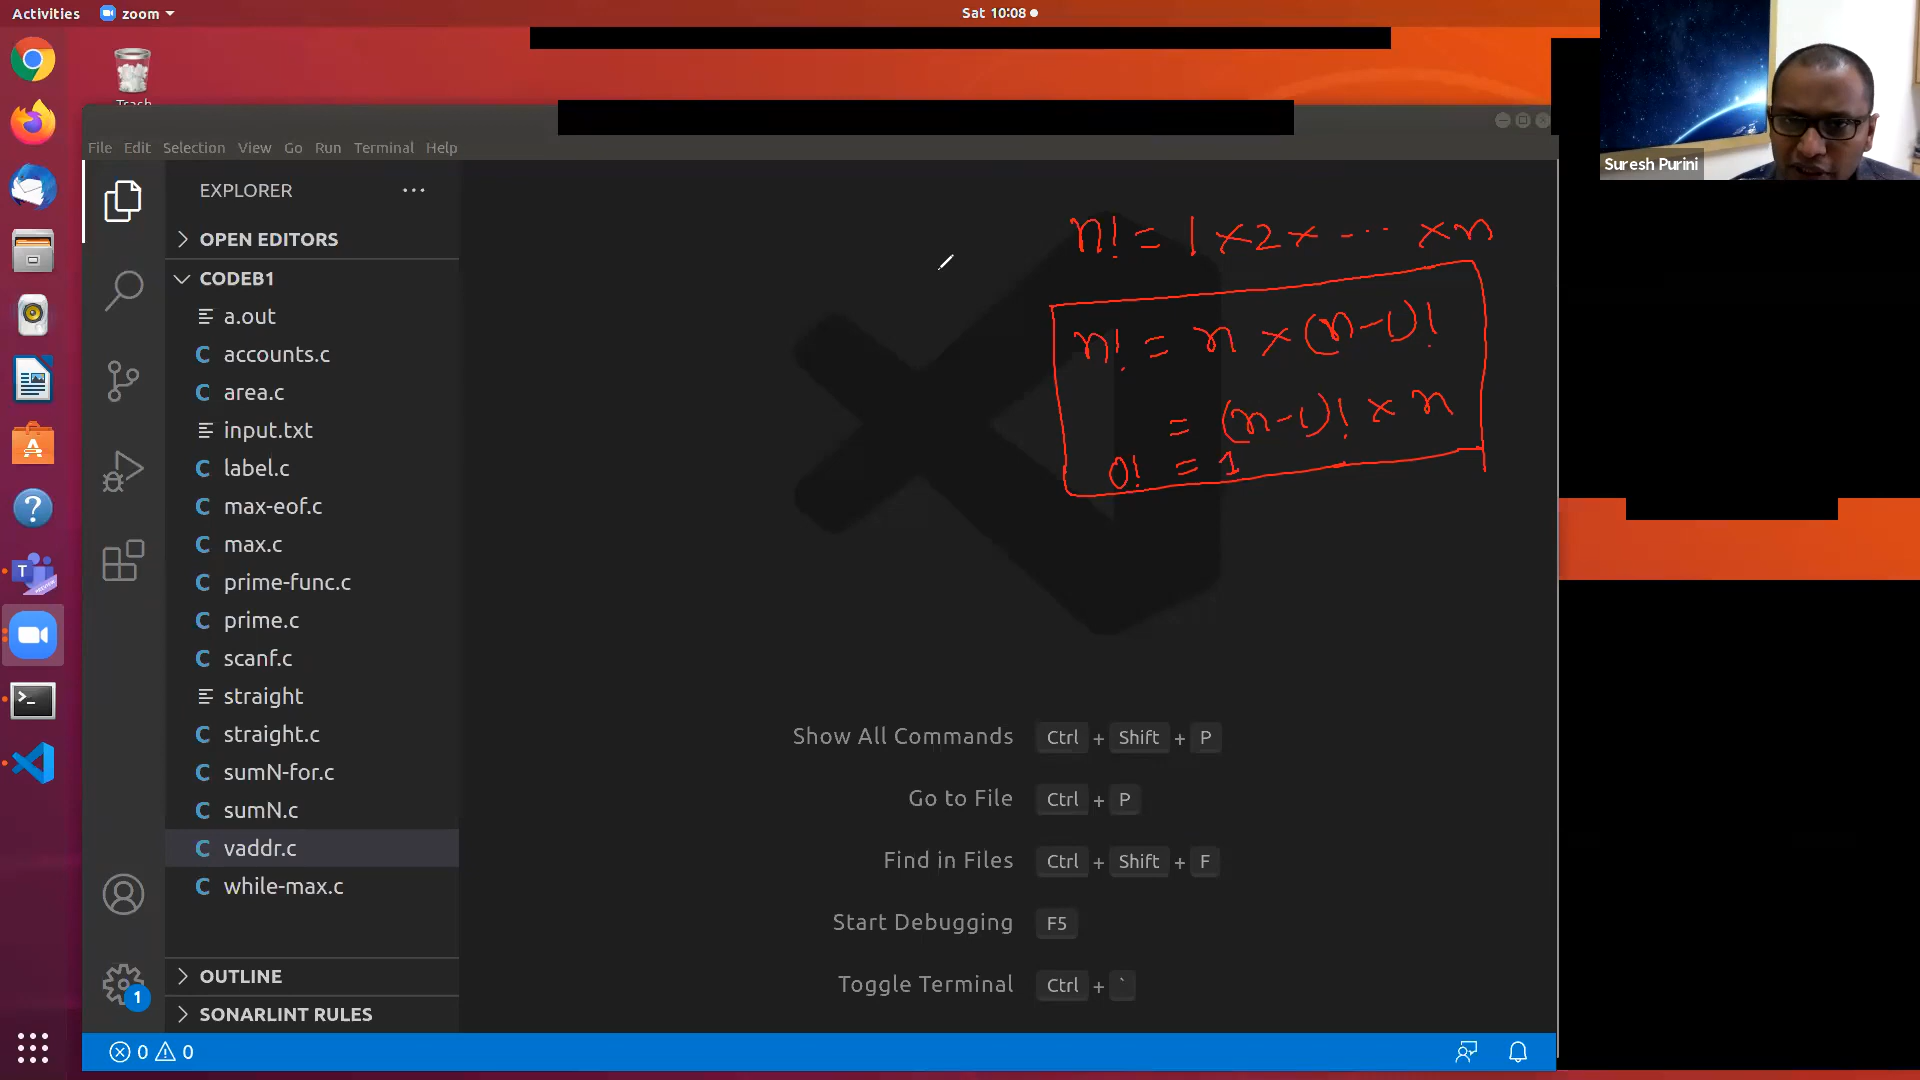 Activities
zoom
Sat 10:08
Trash
File Edit Selection View Go Run Terminal Help
Suresh Purini
EXPLORER
OPEN EDITORS
CODEB1
a.out
C accounts.c
C area.c
input.txt
C label.c
C max-eof.c
C max.c
C prime-func.c
C prime.c
C scanf.c
straight
C straight.c
C sumN-for.c
C sumN.c
C vaddr.c
C while-max.c
OUTLINE
1
SONARLINT RULES
0 0
n! = 1 × 2 × - ... × n
n! = n × (n-1)!
= (n-1)! × n
0! = 1
Show All Commands Ctrl + Shift + P
Go to File Ctrl + P
Find in Files Ctrl + Shift + F
Start Debugging F5
Toggle Terminal Ctrl + `